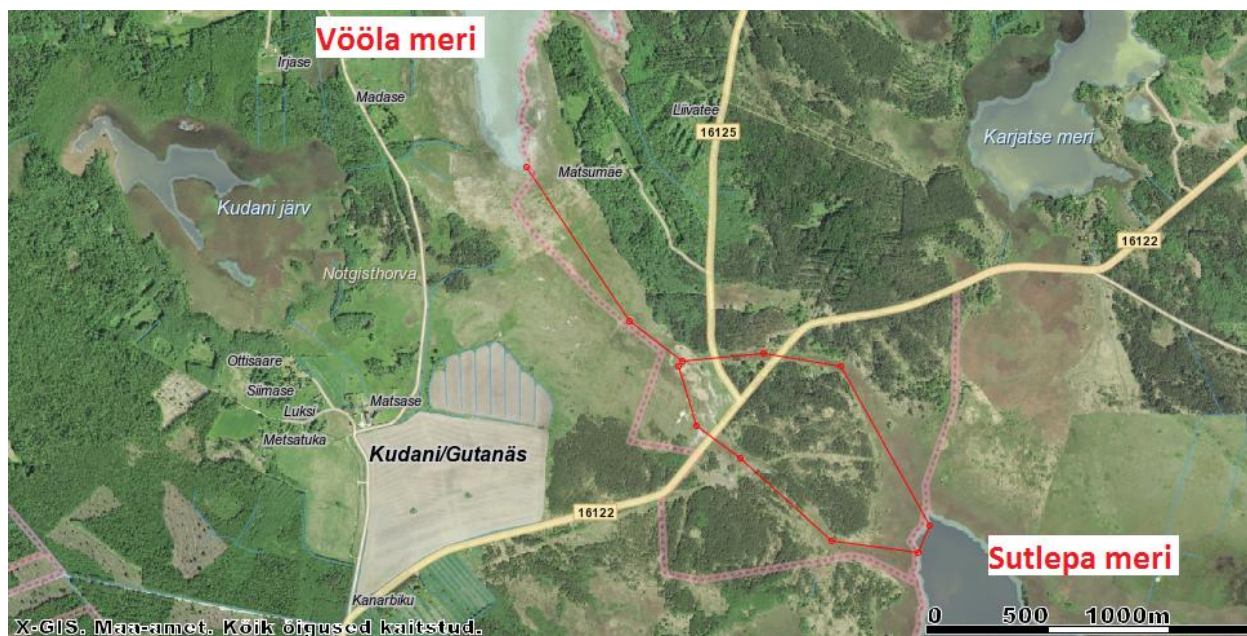 Vööla meri
Irjase
Madase
Liivatee
16125
Karjatse meri
Matsumäe
Kudani järv
16122
Notgisthorva
Ottisaare
Siimase
Luksi
Matsase
Metsatuka
Kudani/Gutanäs
16122
Sutlepa meri
Kanarbiku
0 500 1000m
X-GIS. Maa-amet. Kõik õigused kaitstud.